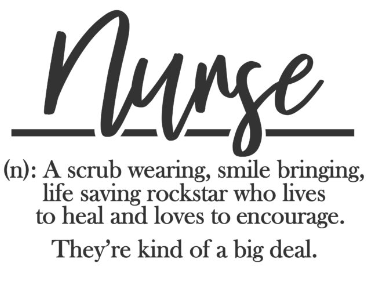 Nurse
(n): A scrub wearing, smile bringing,
life saving rockstar who lives
to heal and loves to encourage.
They're kind of a big deal.